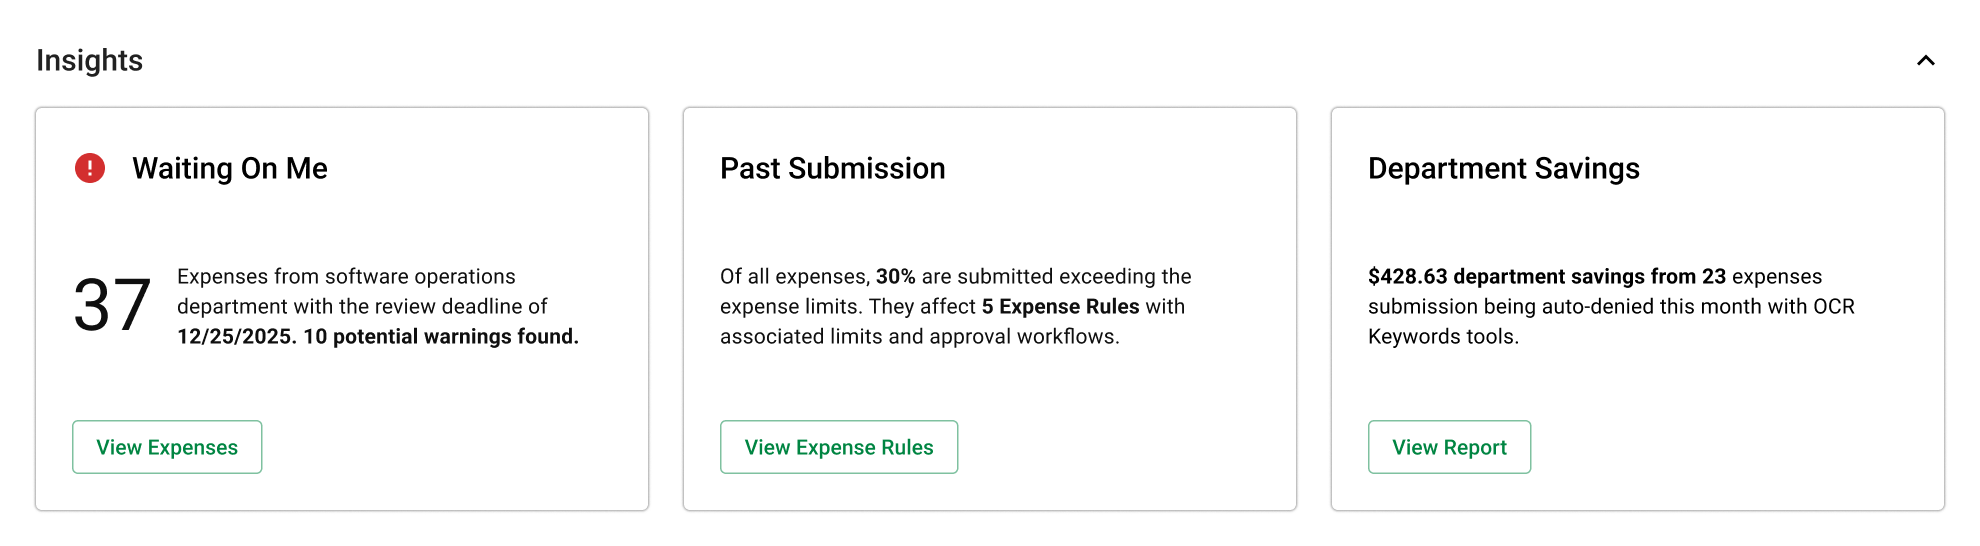 Insights
Waiting On Me
37
Expenses from software operations
department with the review deadline of
12/25/2025. 10 potential warnings found.
View Expenses
Past Submission
Of all expenses, 30% are submitted exceeding the
expense limits. They affect 5 Expense Rules with
associated limits and approval workflows.
View Expense Rules
Department Savings
$428.63 department savings from 23 expenses
submission being auto-denied this month with OCR
Keywords tools.
View Report